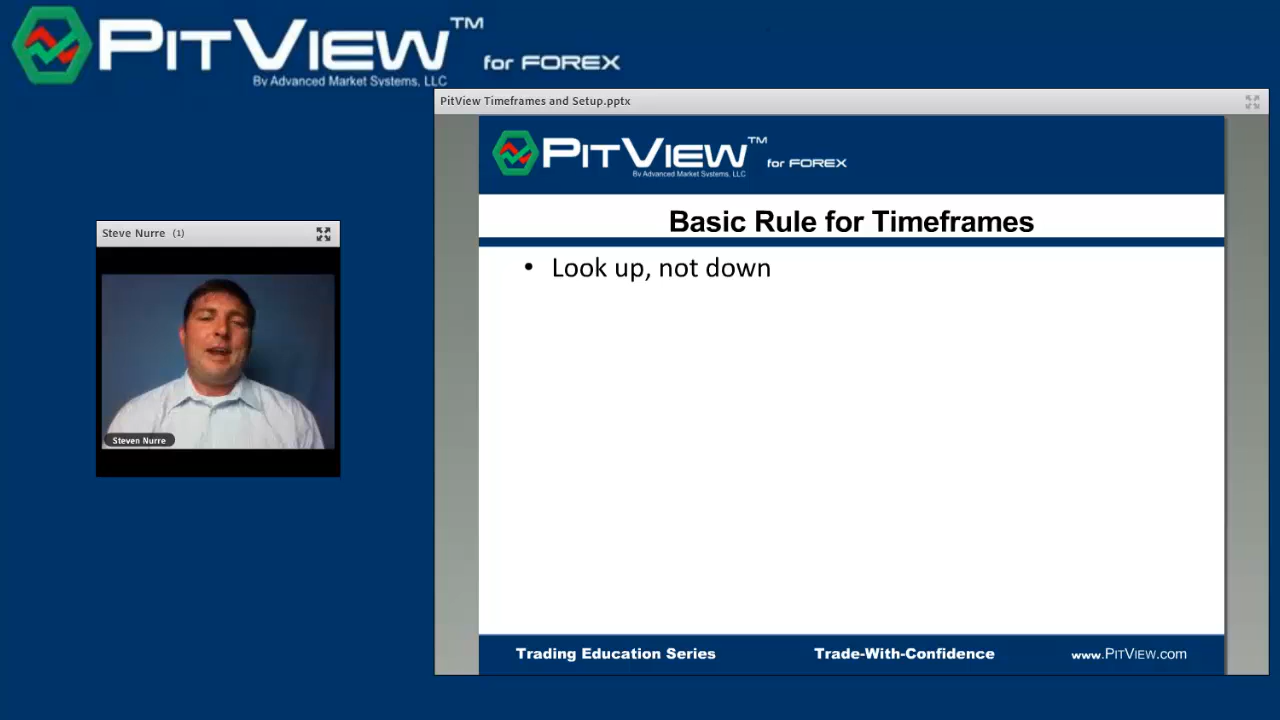 PITVIEW™ for FOREX
By Advanced Market Systems, LLC
PitView Timeframes and Setup.pptx
PITVIEW™ for FOREX
By Advanced Market Systems, LLC
Basic Rule for Timeframes
• Look up, not down
Steve Nurre (1)
Steven Nurre
Trading Education Series Trade-With-Confidence www.PITVIEW.com